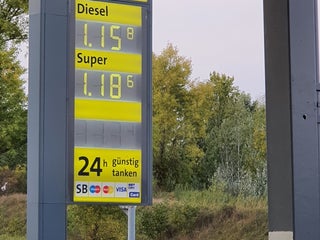 Diesel
1.15 8
Super
1.18 6
24h günstig
tanken
SB VISA